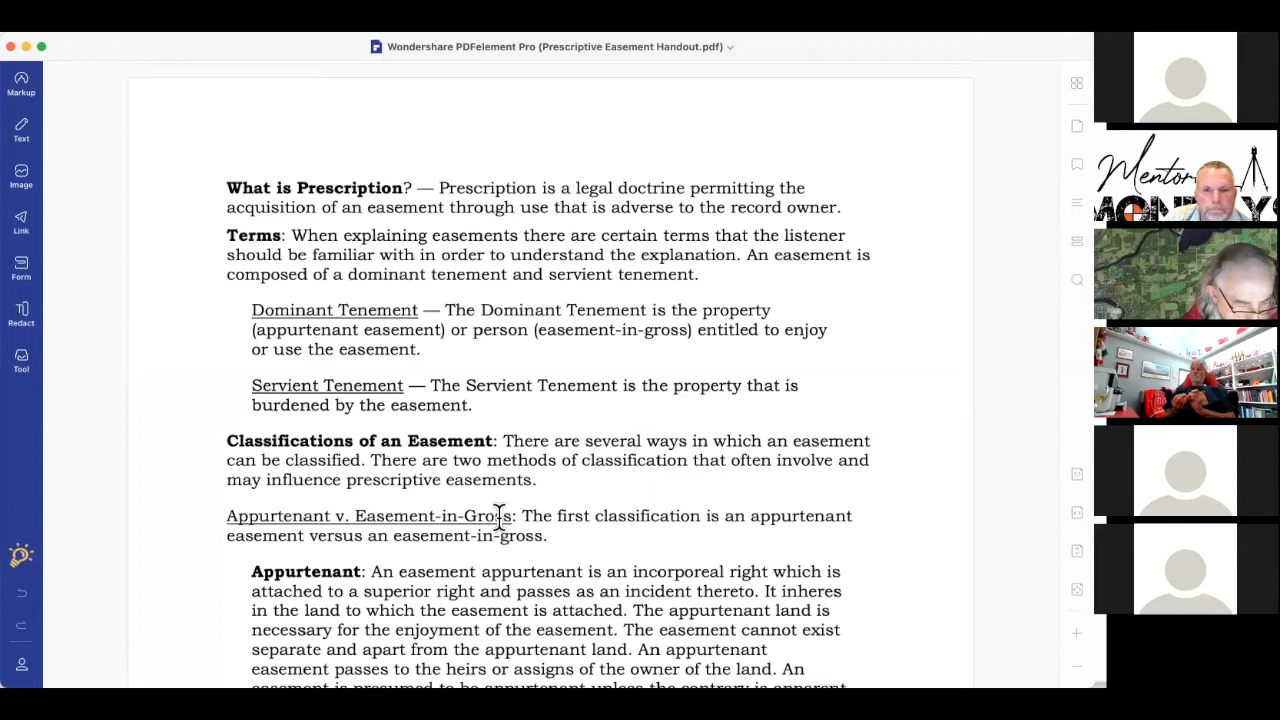 Wondershare PDFelement Pro (Prescriptive Easement Handout.pdf)
Markup
Text
Image
Link
Form
Redact
Tool
What is Prescription? — Prescription is a legal doctrine permitting the
acquisition of an easement through use that is adverse to the record owner.
Terms: When explaining easements there are certain terms that the listener
should be familiar with in order to understand the explanation. An easement is
composed of a dominant tenement and servient tenement.
Dominant Tenement — The Dominant Tenement is the property
(appurtenant easement) or person (easement-in-gross) entitled to enjoy
or use the easement.
Servient Tenement — The Servient Tenement is the property that is
burdened by the easement.
Classifications of an Easement: There are several ways in which an easement
can be classified. There are two methods of classification that often involve and
may influence prescriptive easements.
Appurtenant v. Easement-in-Gross: The first classification is an appurtenant
easement versus an easement-in-gross.
Appurtenant: An easement appurtenant is an incorporeal right which is
attached to a superior right and passes as an incident thereto. It inheres
in the land to which the easement is attached. The appurtenant land is
necessary for the enjoyment of the easement. The easement cannot exist
separate and apart from the appurtenant land. An appurtenant
easement passes to the heirs or assigns of the owner of the land. An
easement is presumed to be appurtenant unless the contrary is apparent